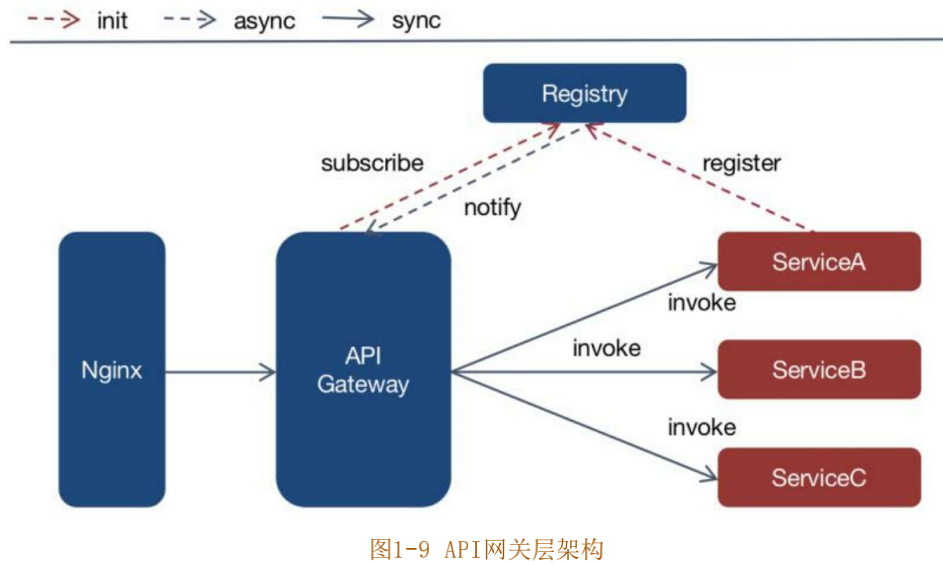 init
async
sync
Registry
subscribe
register
notify
ServiceA
invoke
Nginx
API
Gateway
invoke
ServiceB
invoke
ServiceC
图1-9 API网关层架构